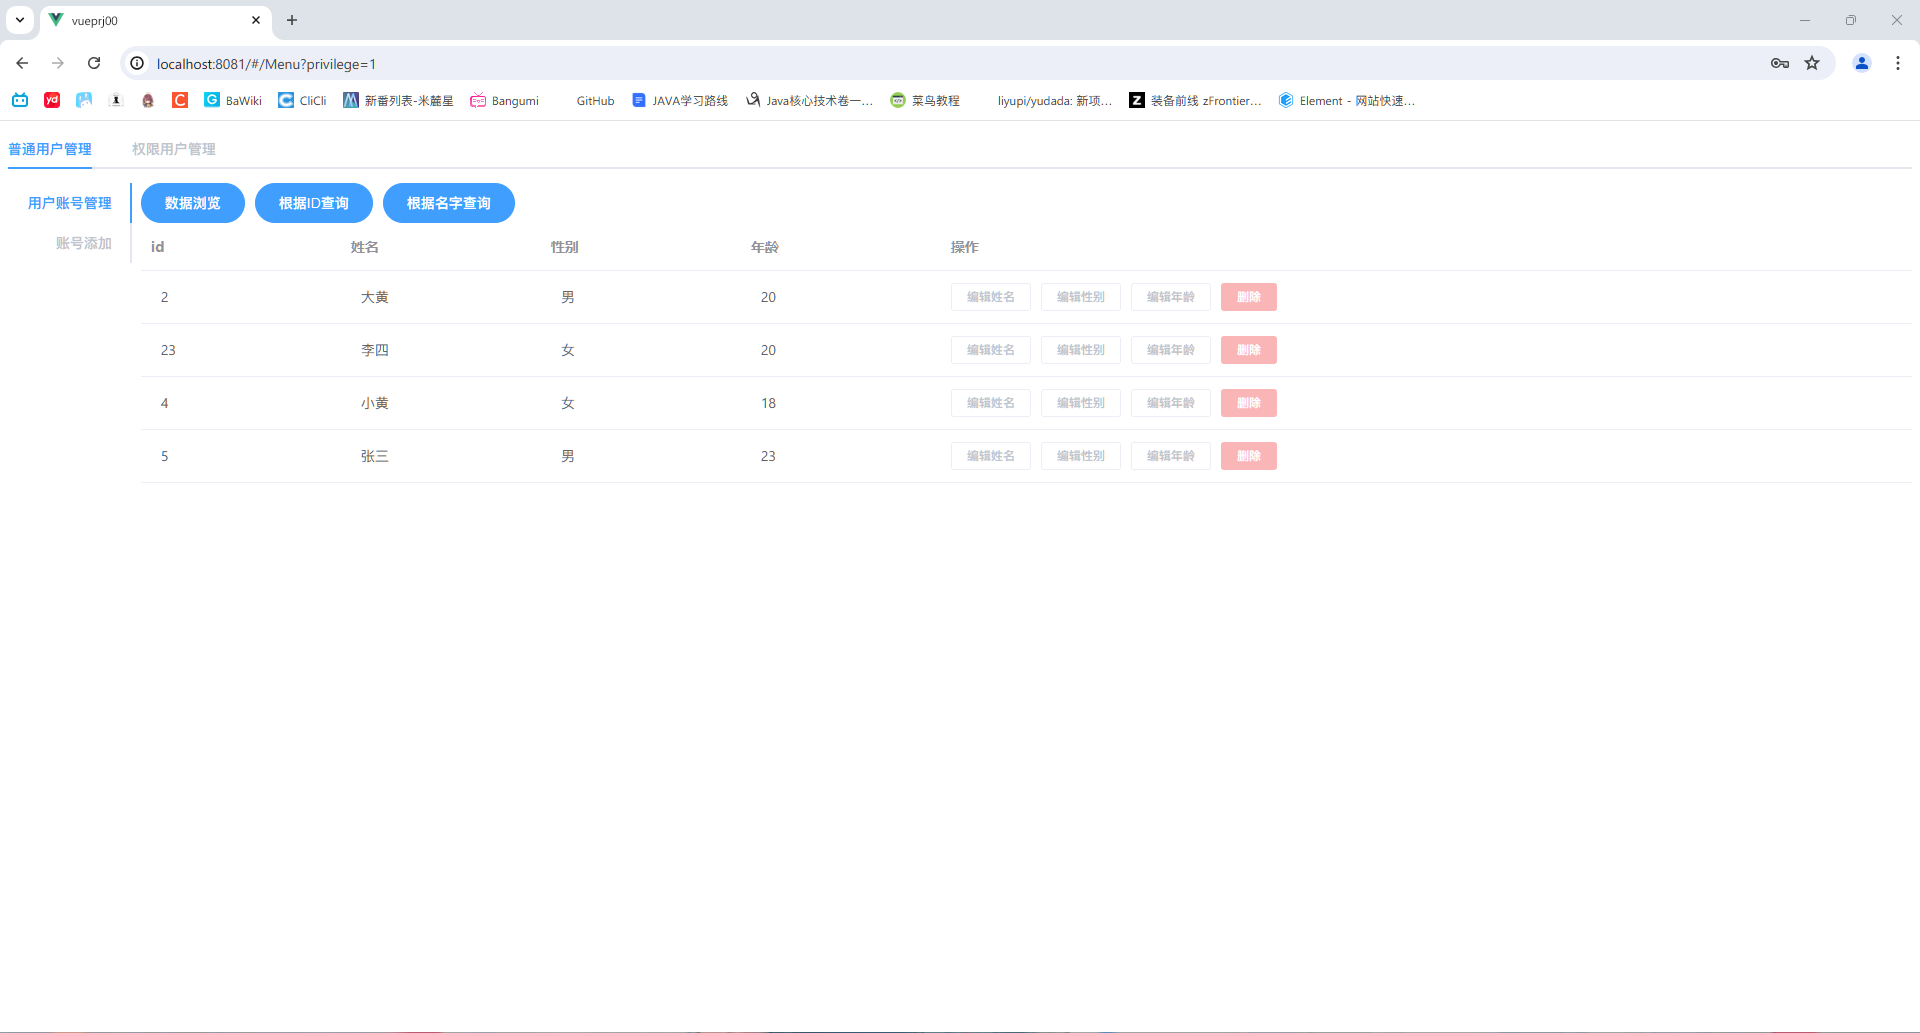 vueprj00
localhost:8081/#/Menu?privilege=1
yd C G BaWiki CliCli 新番列表-米麓星 Bangumi GitHub JAVA学习路线 Java核心技术卷一... 菜鸟教程 liyupi/yudada: 新项... Z 装备前线 zFrontier... Element - 网站快速...
普通用户管理 权限用户管理
用户账号管理 数据浏览 根据ID查询 根据名字查询
账号添加 id 姓名 性别 年龄 操作
2 大黄 男 20 编辑姓名 编辑性别 编辑年龄 删除
23 李四 女 20 编辑姓名 编辑性别 编辑年龄 删除
4 小黄 女 18 编辑姓名 编辑性别 编辑年龄 删除
5 张三 男 23 编辑姓名 编辑性别 编辑年龄 删除